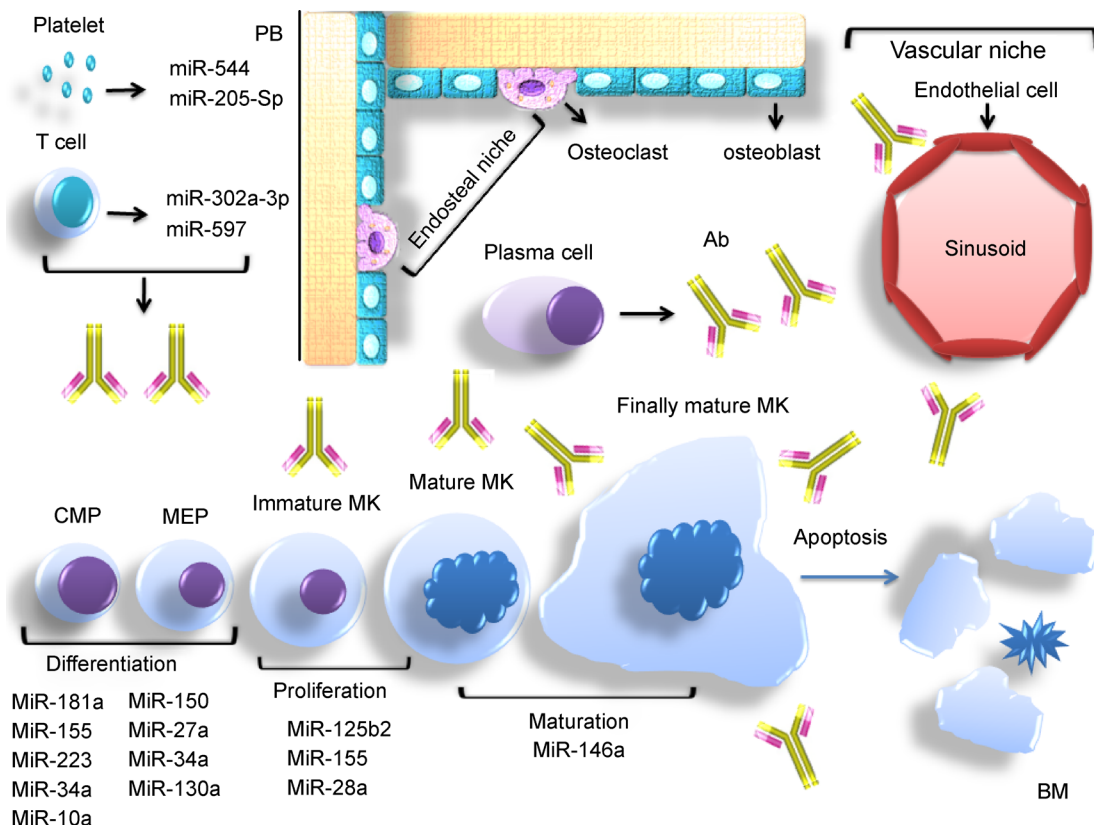 Platelet
miR-544
miR-205-Sp
T cell
miR-302a-3p
miR-597
PB
Osteoclast
osteoblast
Endosteal niche
Vascular niche
Endothelial cell
Sinusoid
Plasma cell
Ab
Finally mature MK
Mature MK
Immature MK
CMP
MEP
Apoptosis
Differentiation
MiR-181a
MiR-155
MiR-223
MiR-34a
MiR-10a
MiR-150
MiR-27a
MiR-34a
MiR-130a
Proliferation
MiR-125b2
MiR-155
MiR-28a
Maturation
MiR-146a
BM